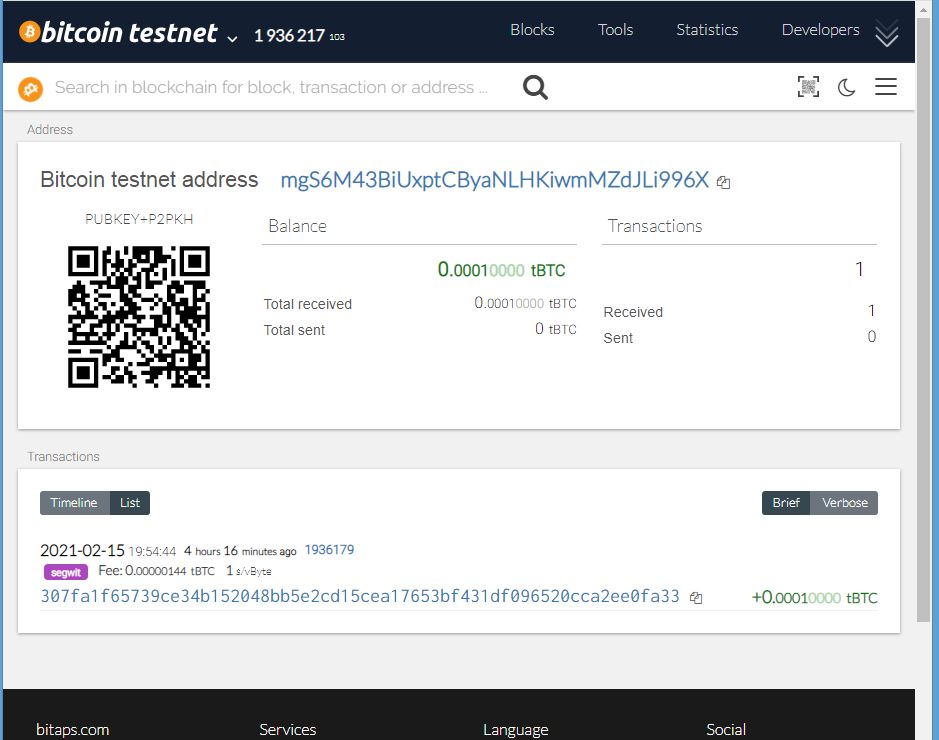 bitcoin testnet 1 936 217 103 Blocks Tools Statistics Developers
Search in blockchain for block, transaction or address ...
Address
Bitcoin testnet address mgS6M43BiUxptCByaNLHKiwmMZdJLi996X
PUBKEY+P2PKH Balance Transactions
0.00010000 tBTC 1
Total received 0.00010000 tBTC Received 1
Total sent 0 tBTC Sent 0
Transactions
Timeline List Brief Verbose
2021-02-15 19:54:44 4 hours 16 minutes ago 1936179
segwit Fee: 0.00000144 tBTC 1 s/vByte
307fa1f65739ce34b152048bb5e2cd15cea17653bf431df096520cca2ee0fa33 +0.00010000 tBTC
bitaps.com Services Language Social